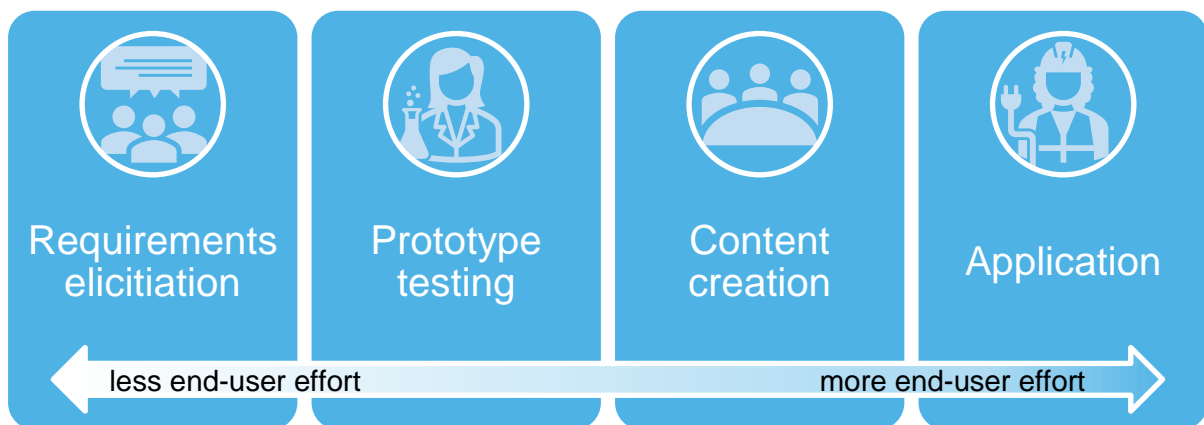 Requirements
elicitiation
Prototype
testing
Content
creation
Application
less end-user effort
more end-user effort